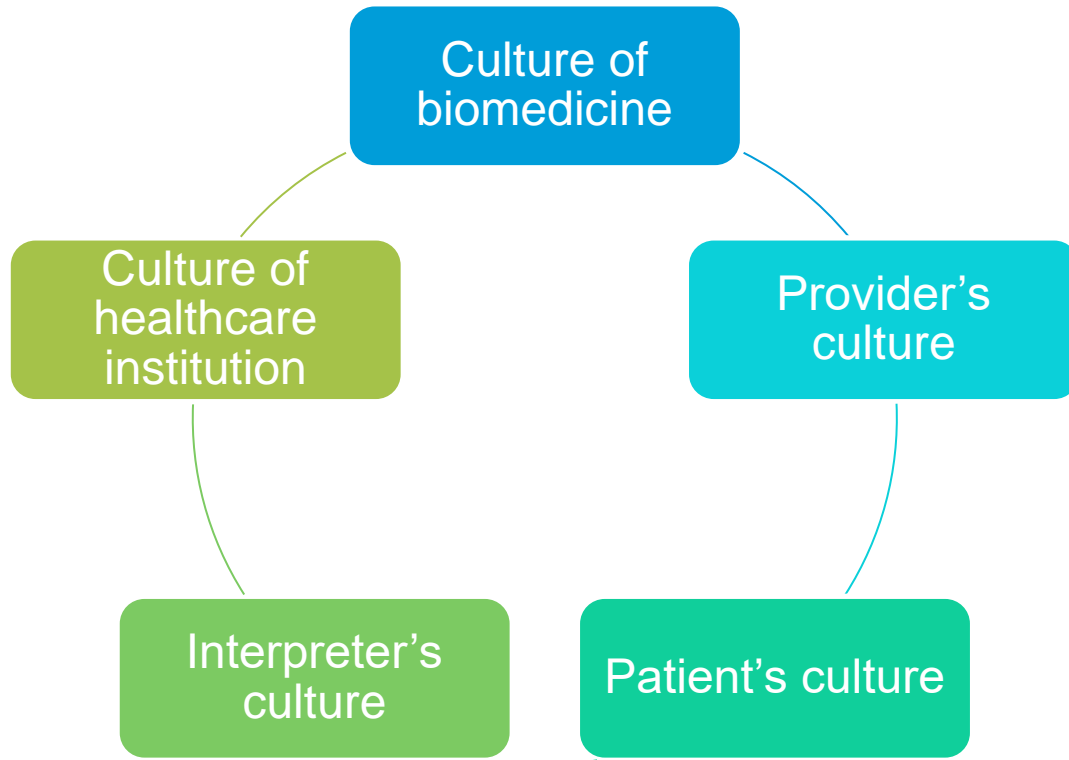 Culture of
biomedicine
Culture of
healthcare
institution
Provider’s
culture
Interpreter’s
culture
Patient’s culture